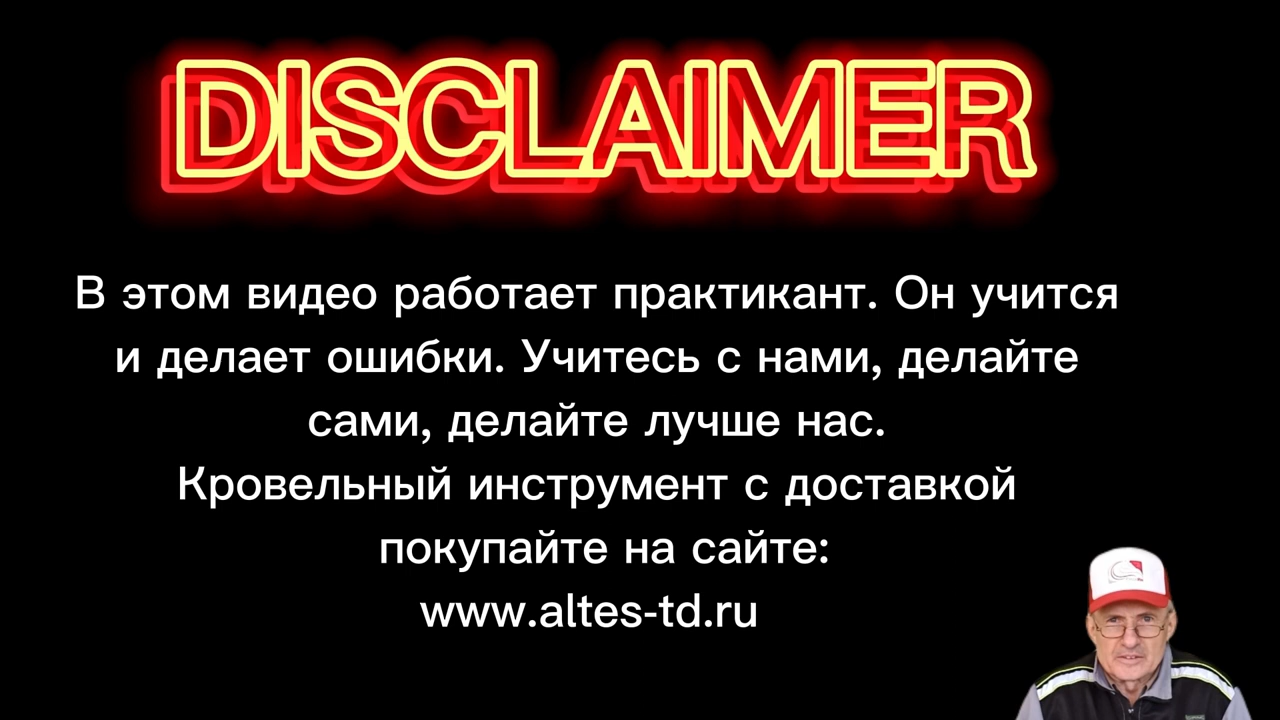 DISCLAIMER
В этом видео работает практикант. Он учится
и делает ошибки. Учитесь с нами, делайте
сами, делайте лучше нас.
Кровельный инструмент с доставкой
покупайте на сайте:
www.altes-td.ru